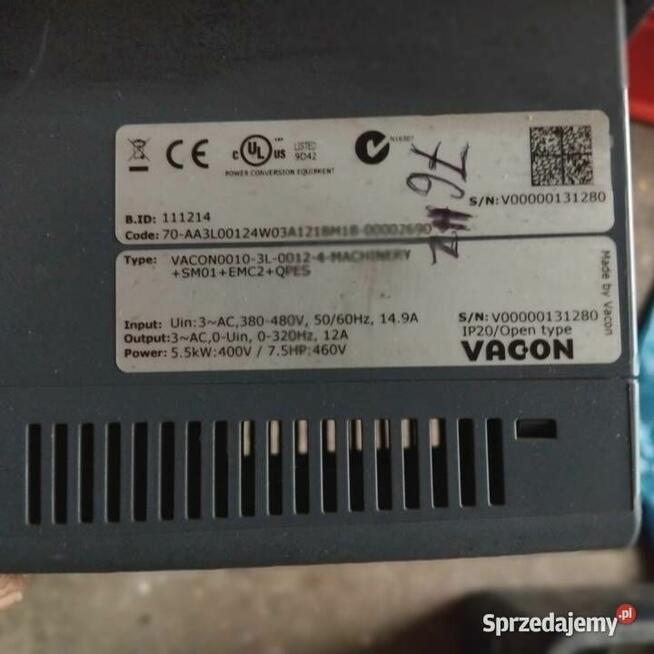 CE
c UL us
LISTED
9D42
POWER CONVERSION EQUIPMENT
N16307
76 Hz
S/N: V00000131280
B.ID: 111214
Code: 70-AA3L00124W03A121BM1B-00002690
Type: VACON0010-3L-0012-4-MACHINERY
+SM01+EMC2+QPES
Made by Vacon
Input: Uin:3~AC,380-480V, 50/60Hz, 14.9A
S/N: V00000131280
Output:3~AC,0-Uin, 0-320Hz, 12A
IP20/Open type
Power: 5.5kW:400V / 7.5HP:460V
VACON
Sprzedajemy.pl